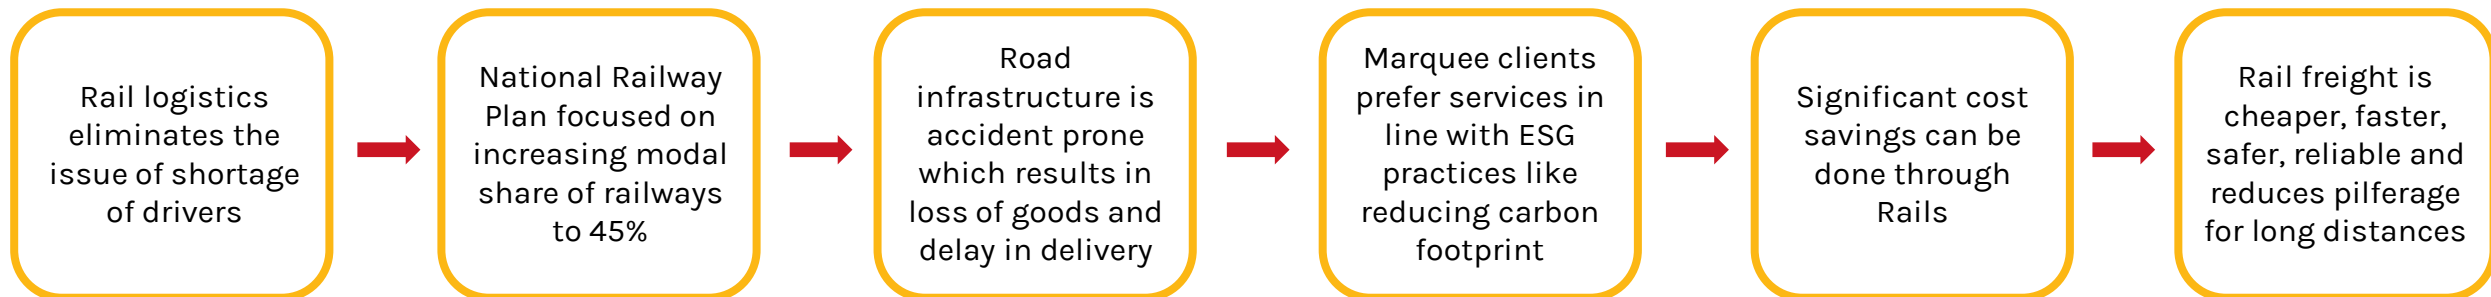 Rail logistics
eliminates the
issue of shortage
of drivers
National Railway
Plan focused on
increasing modal
share of railways
to 45%
Road
infrastructure is
accident prone
which results in
loss of goods and
delay in delivery
Marquee clients
prefer services in
line with ESG
practices like
reducing carbon
footprint
Significant cost
savings can be
done through
Rails
Rail freight is
cheaper, faster,
safer, reliable and
reduces pilferage
for long distances